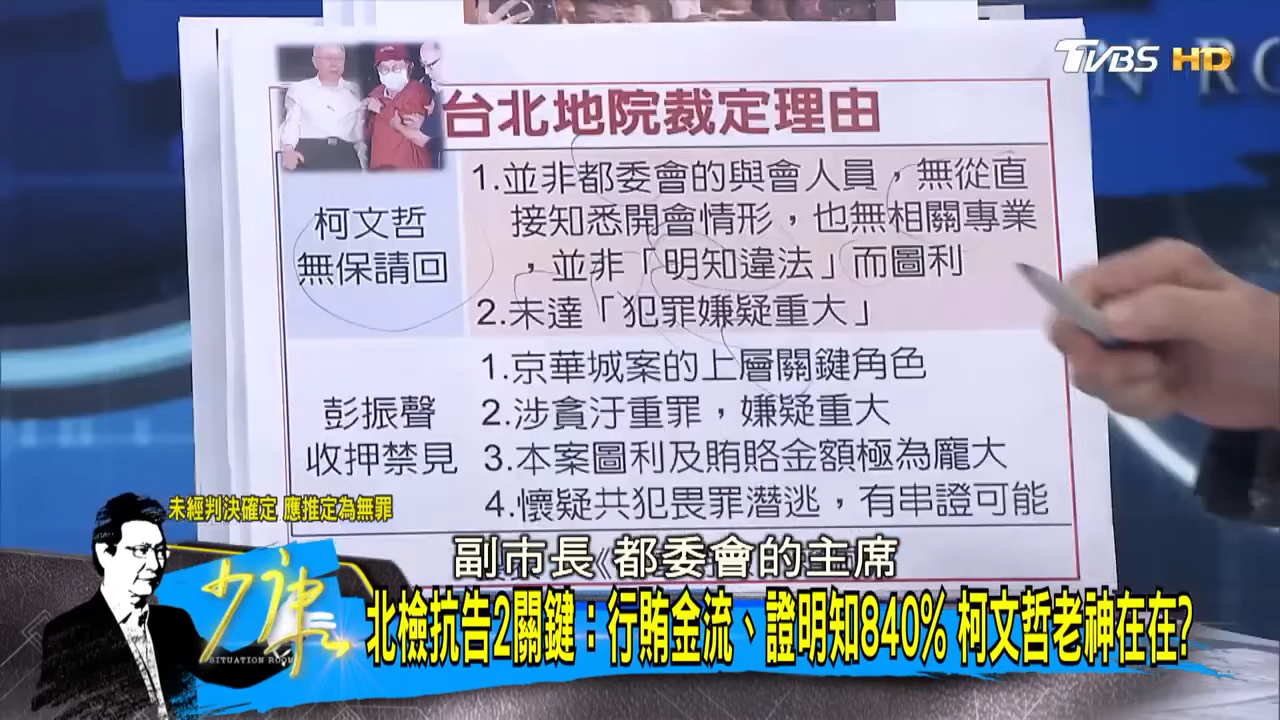 TVBS HD
N R
台北地院裁定理由
柯文哲
無保請回
1.並非都委會的與會人員，無從直
接知悉開會情形，也無相關專業
，並非「明知違法」而圖利
2.未達「犯罪嫌疑重大」
彭振聲
收押禁見
1.京華城案的上層關鍵角色
2.涉貪汙重罪，嫌疑重大
3.本案圖利及賄賂金額極為龐大
4.懷疑共犯畏罪潛逃，有串證可能
未經判決確定 應推定為無罪
副市長 都委會的主席
少康
SITUATION ROOM
北檢抗告2關鍵：行賄金流、證明知840% 柯文哲老神在在?